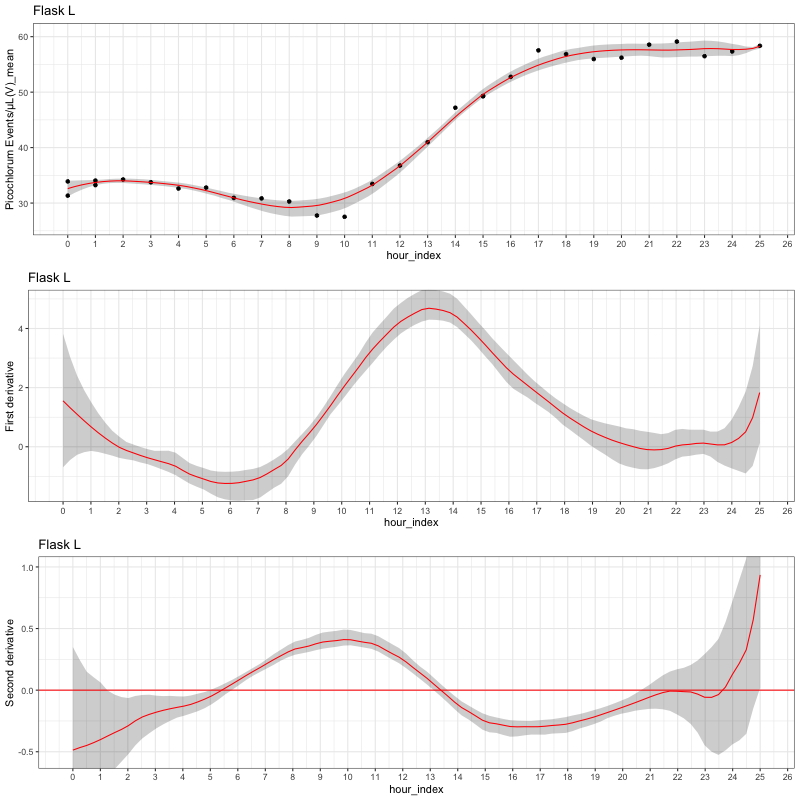 Flask L
Picochlorum Events/μL(V)_mean
60
50
40
30
0 1 2 3 4 5 6 7 8 9 10 11 12 13 14 15 16 17 18 19 20 21 22 23 24 25 26
hour_index
Flask L
First derivative
4
2
0
0 1 2 3 4 5 6 7 8 9 10 11 12 13 14 15 16 17 18 19 20 21 22 23 24 25 26
hour_index
Flask L
Second derivative
1.0
0.5
0.0
-0.5
0 1 2 3 4 5 6 7 8 9 10 11 12 13 14 15 16 17 18 19 20 21 22 23 24 25 26
hour_index